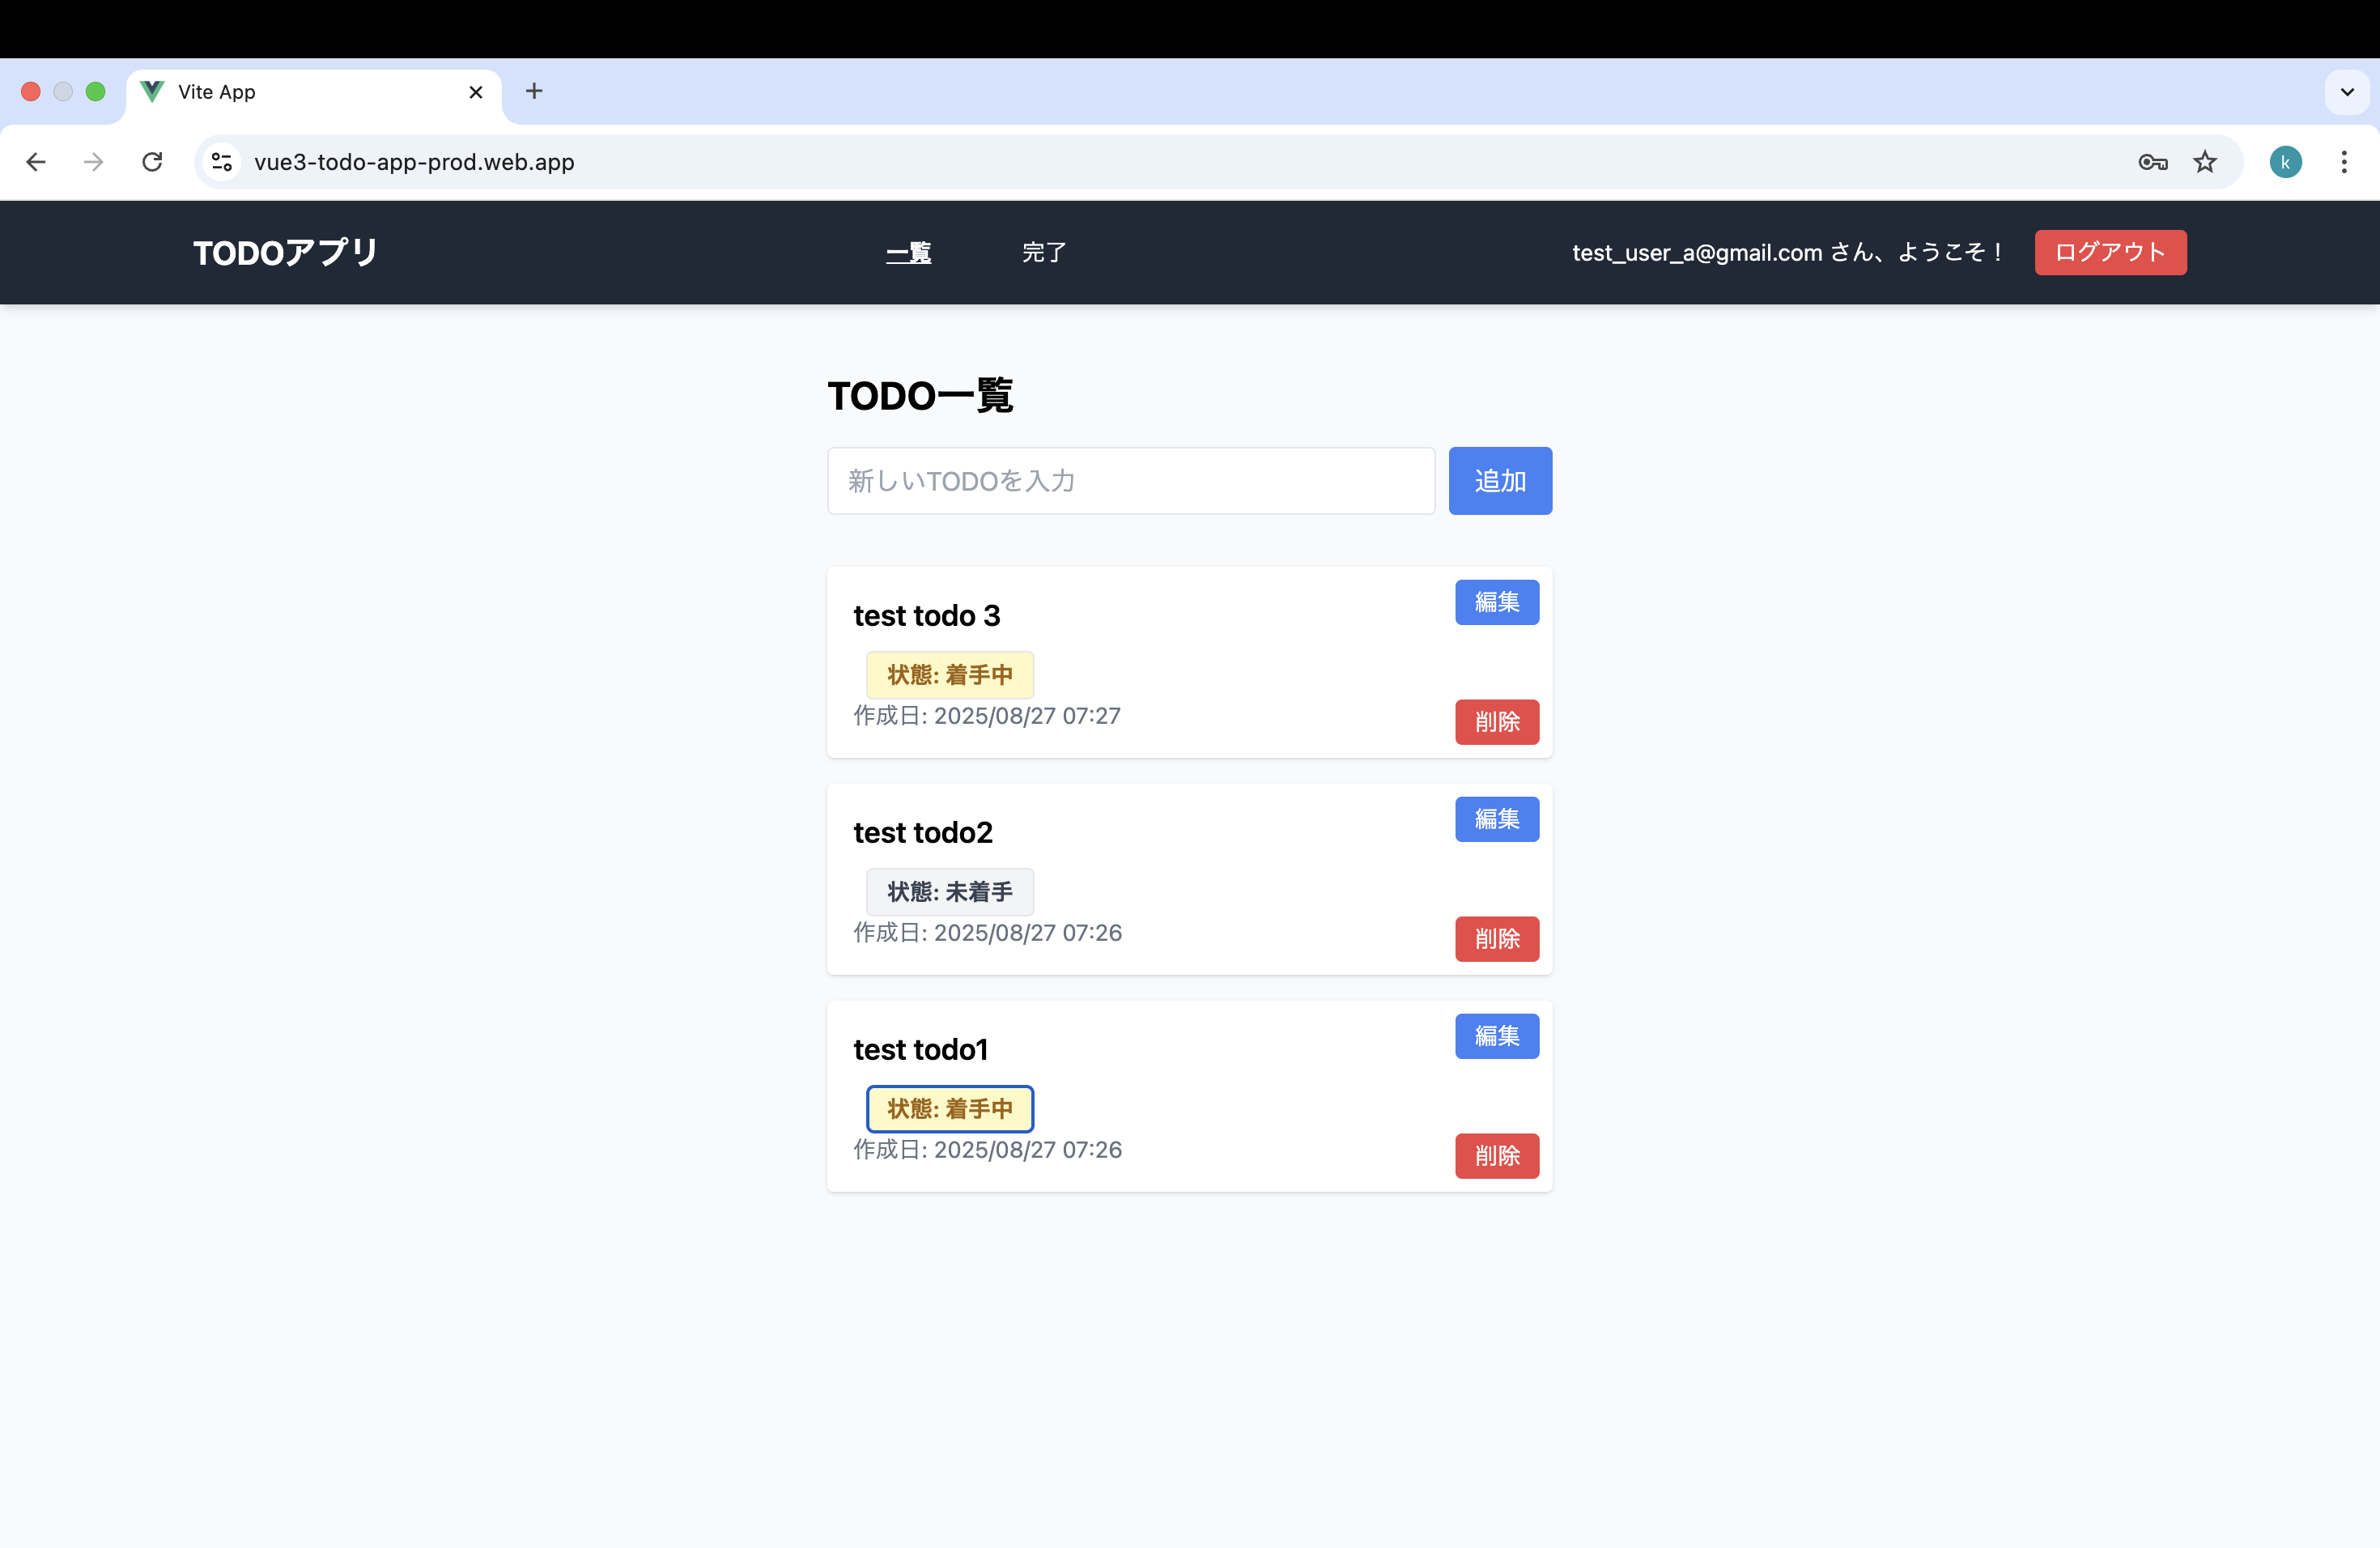 Vite App
vue3-todo-app-prod.web.app
k
TODOアプリ
一覧
完了
test_user_a@gmail.com さん、ようこそ！
ログアウト
TODO一覧
新しいTODOを入力
追加
test todo 3
編集
状態: 着手中
作成日: 2025/08/27 07:27
削除
test todo2
編集
状態: 未着手
作成日: 2025/08/27 07:26
削除
test todo1
編集
状態: 着手中
作成日: 2025/08/27 07:26
削除